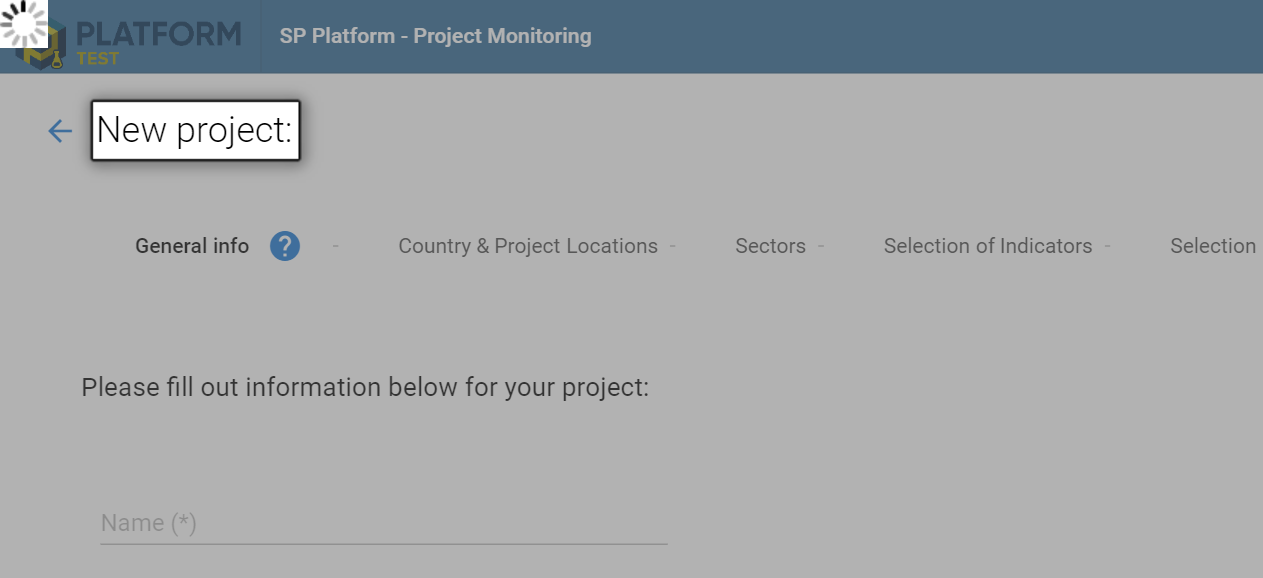 PLATFORM
TEST
SP Platform - Project Monitoring
New project:
General info ? - Country & Project Locations - Sectors - Selection of Indicators - Selection
Please fill out information below for your project:
Name (*)